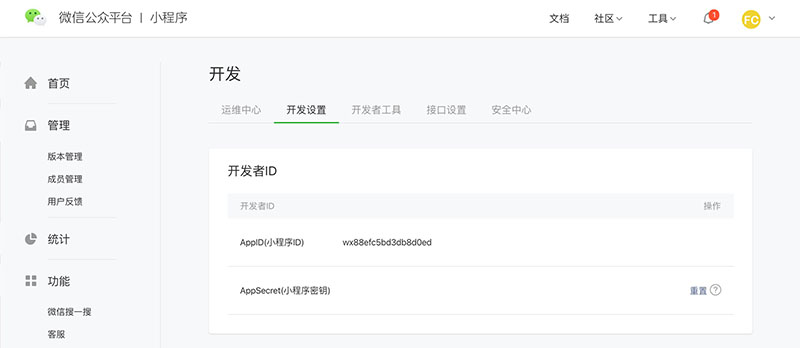 微信公众平台 | 小程序
文档 社区 工具 1 FC
首页
管理
版本管理
成员管理
用户反馈
统计
功能
微信搜一搜
客服
开发
运维中心 开发设置 开发者工具 接口设置 安全中心
开发者ID
开发者ID 操作
AppID(小程序ID) wx88efc5bd3db8d0ed
AppSecret(小程序密钥) 重置 ?